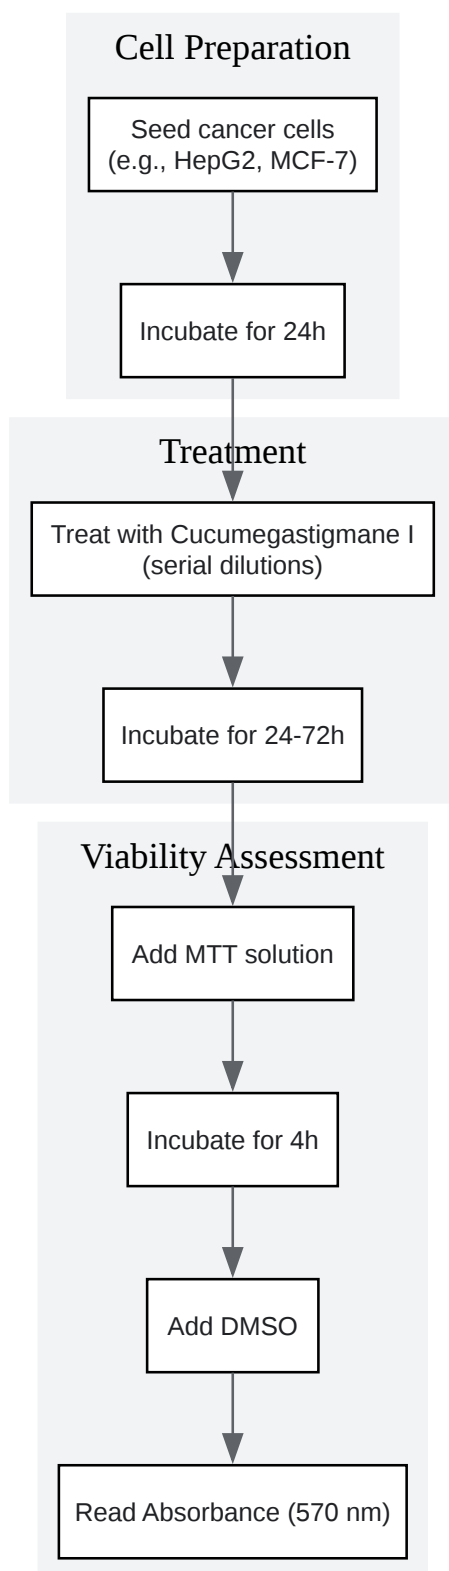 Cell Preparation
Seed cancer cells
(e.g., HepG2, MCF-7)
Incubate for 24h
Treatment
Treat with Cucumegastigmane I
(serial dilutions)
Incubate for 24-72h
Viability Assessment
Add MTT solution
Incubate for 4h
Add DMSO
Read Absorbance (570 nm)